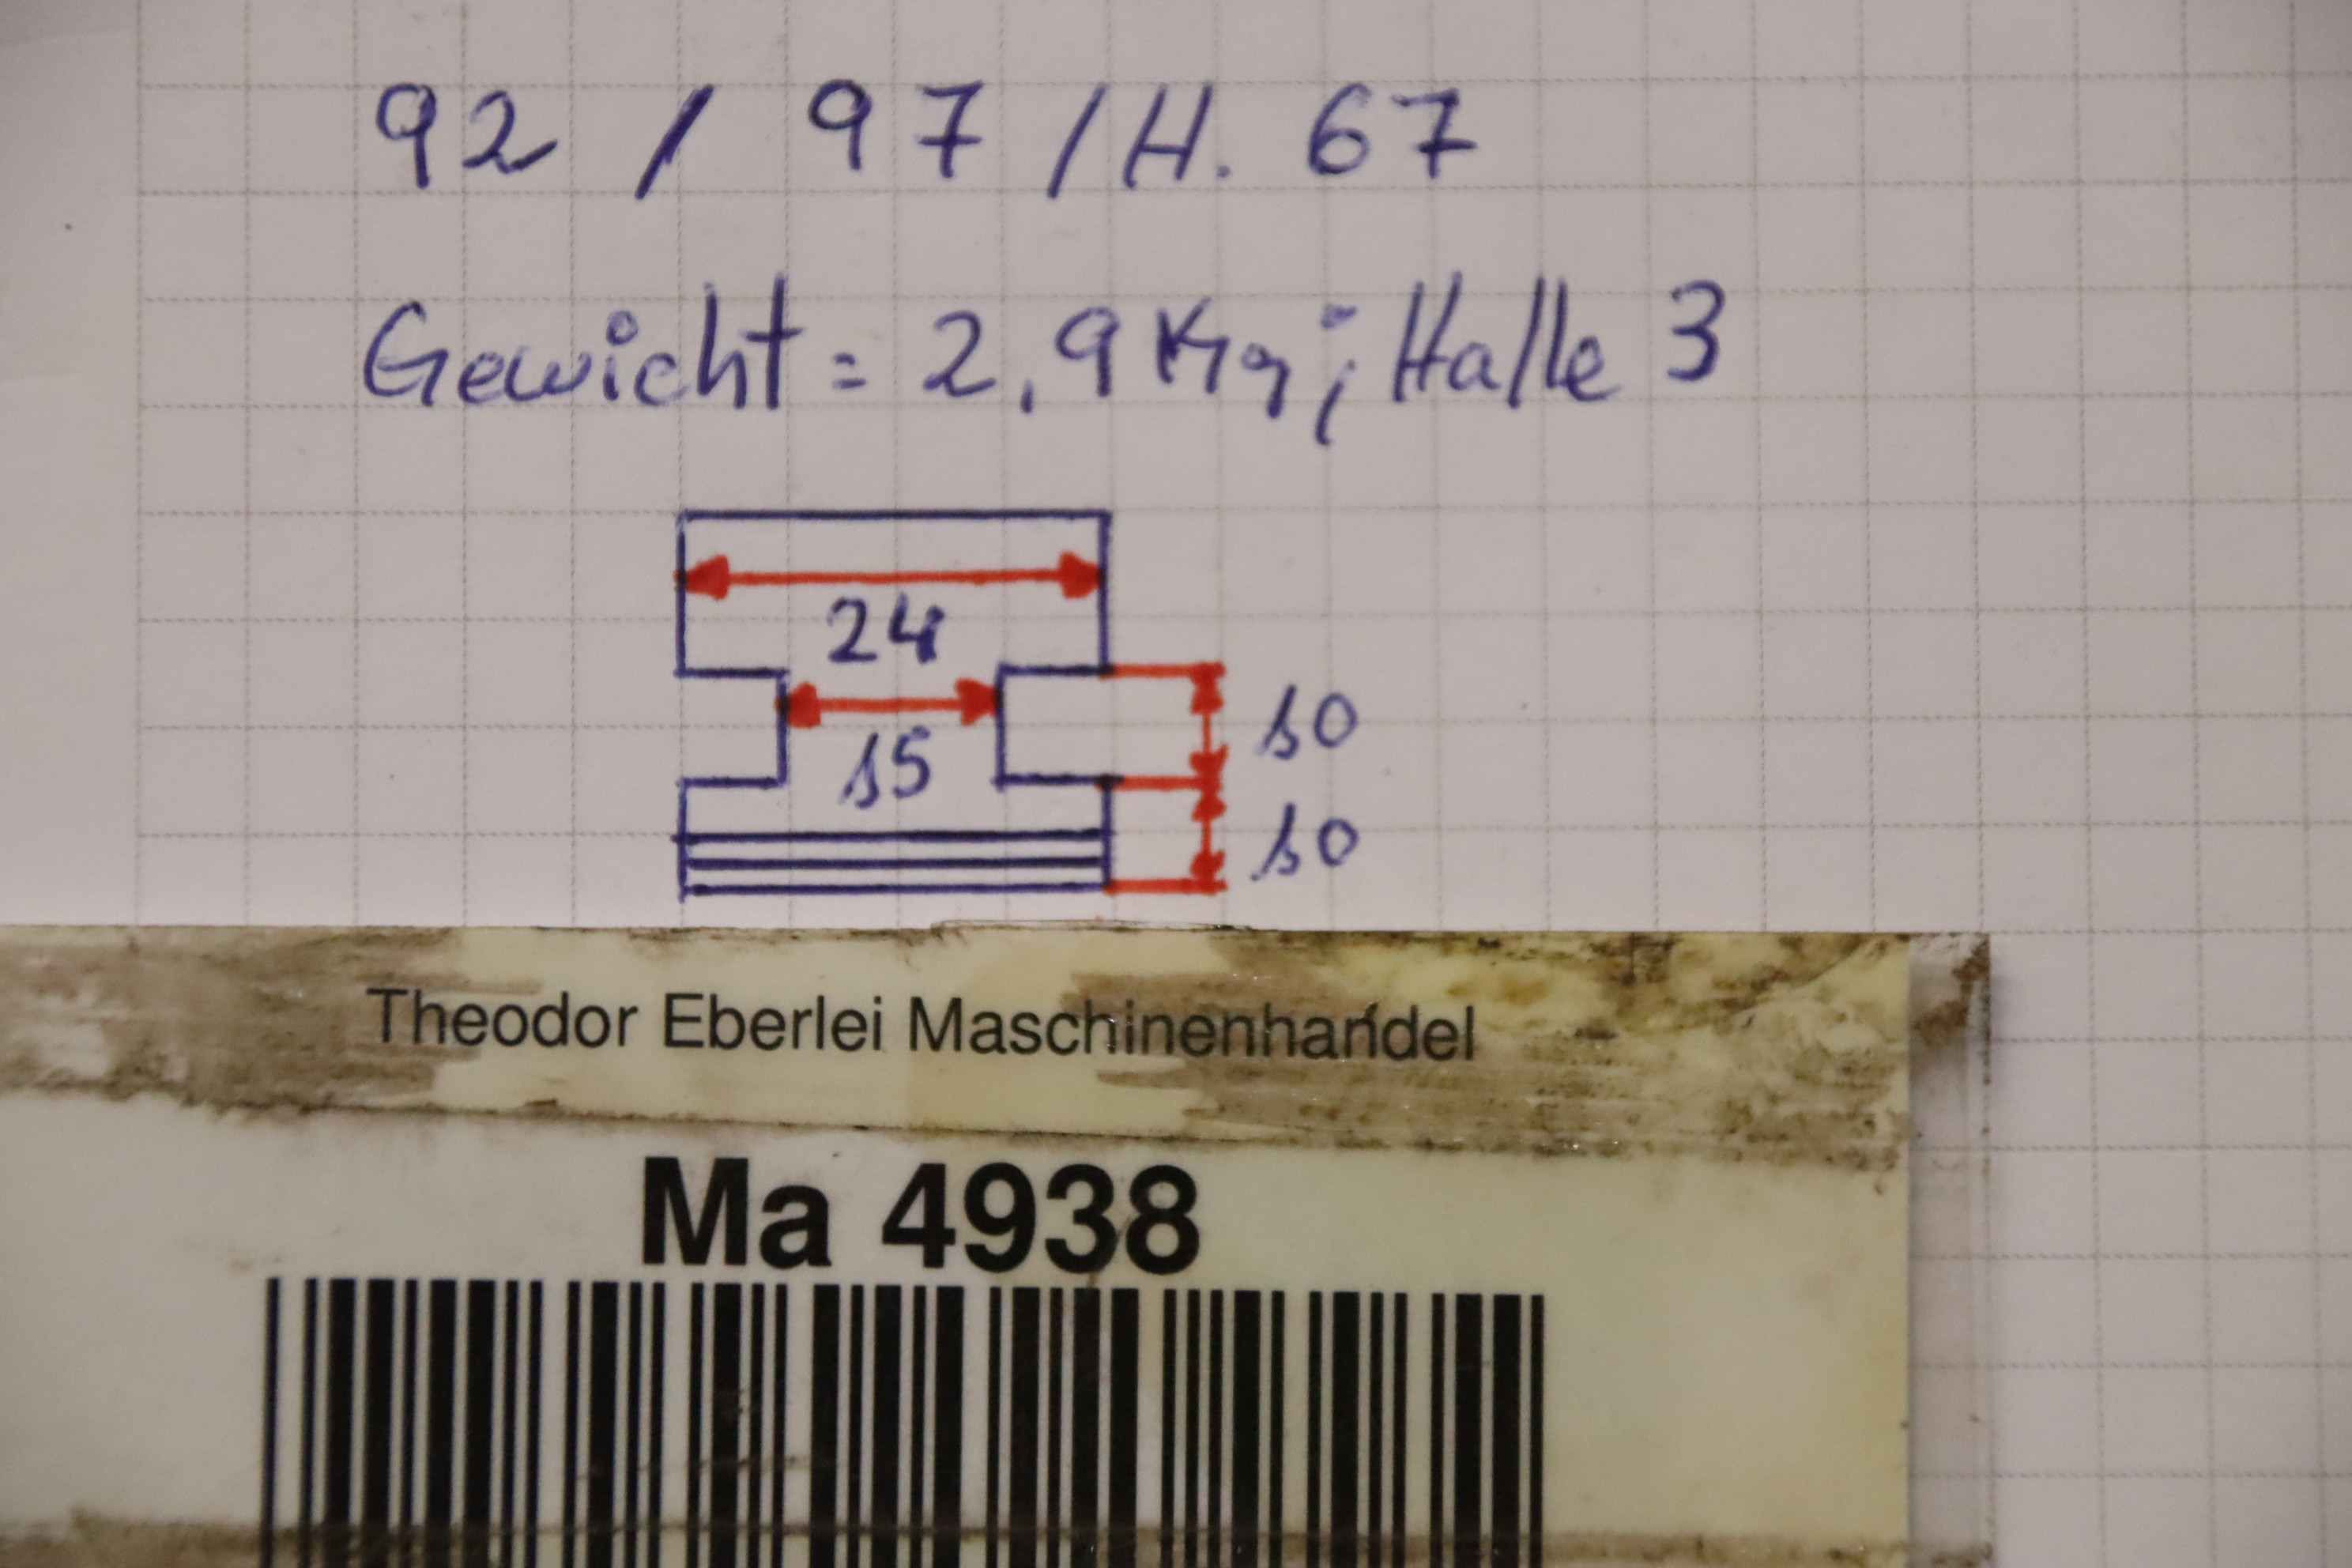 92 / 97 / H. 67
Gewicht = 2,9 Kg; Halle 3
24
15
10
10
Theodor Eberlei Maschinenhandel
Ma 4938